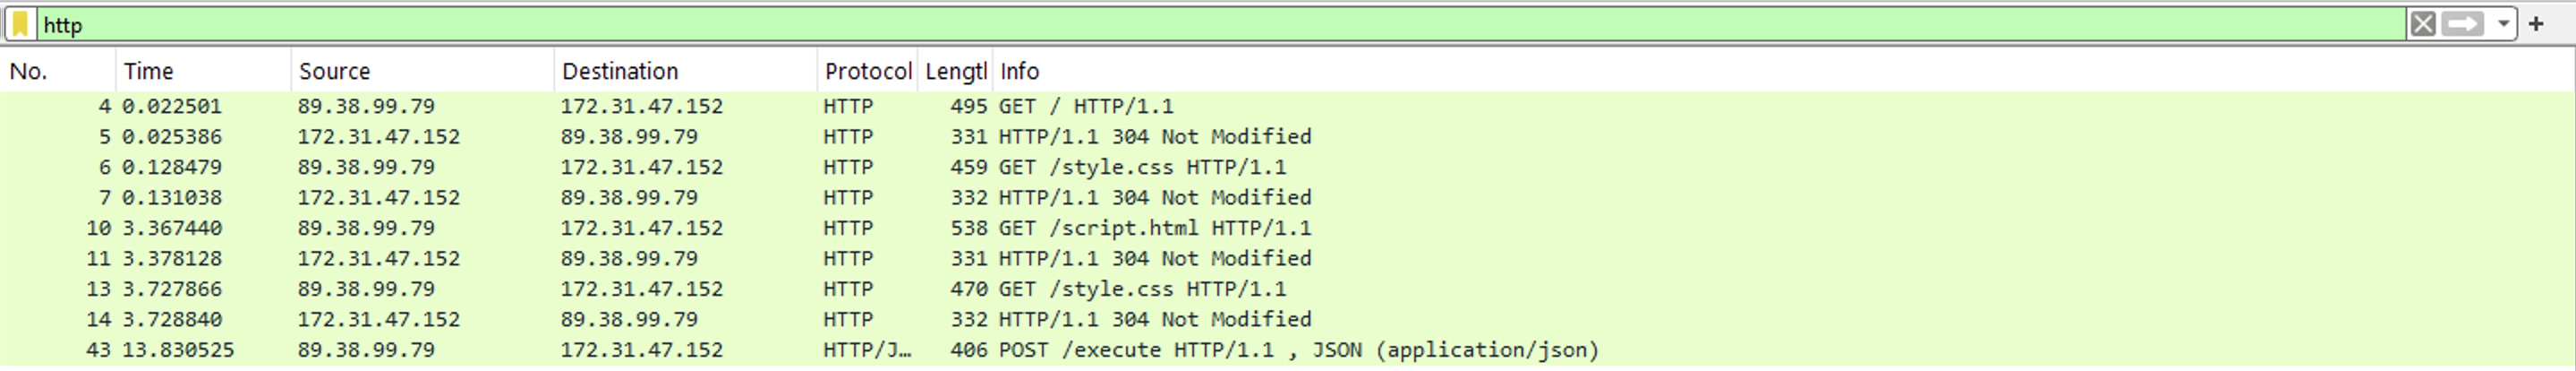 http
No. Time Source Destination Protocol Lengtl Info
4 0.022501 89.38.99.79 172.31.47.152 HTTP 495 GET / HTTP/1.1
5 0.025386 172.31.47.152 89.38.99.79 HTTP 331 HTTP/1.1 304 Not Modified
6 0.128479 89.38.99.79 172.31.47.152 HTTP 459 GET /style.css HTTP/1.1
7 0.131038 172.31.47.152 89.38.99.79 HTTP 332 HTTP/1.1 304 Not Modified
10 3.367440 89.38.99.79 172.31.47.152 HTTP 538 GET /script.html HTTP/1.1
11 3.378128 172.31.47.152 89.38.99.79 HTTP 331 HTTP/1.1 304 Not Modified
13 3.727866 89.38.99.79 172.31.47.152 HTTP 470 GET /style.css HTTP/1.1
14 3.728840 172.31.47.152 89.38.99.79 HTTP 332 HTTP/1.1 304 Not Modified
43 13.830525 89.38.99.79 172.31.47.152 HTTP/J… 406 POST /execute HTTP/1.1 , JSON (application/json)